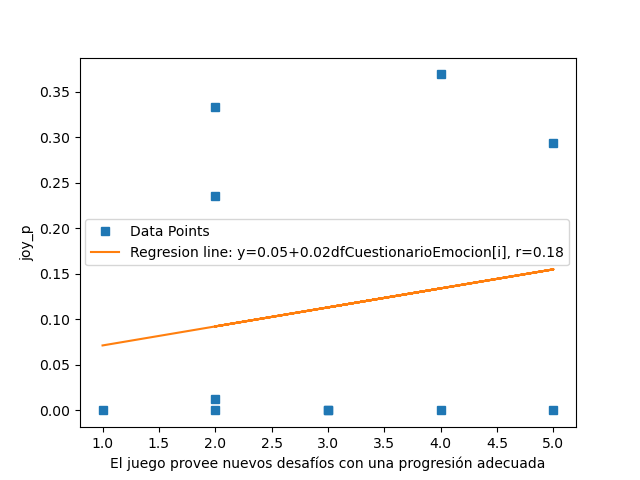 0.35
0.30
0.25
0.20
0.15
0.10
0.05
0.00
joy_p
Data Points
Regresion line: y=0.05+0.02dfCuestionarioEmocion[i], r=0.18
1.0 1.5 2.0 2.5 3.0 3.5 4.0 4.5 5.0
El juego provee nuevos desafíos con una progresión adecuada